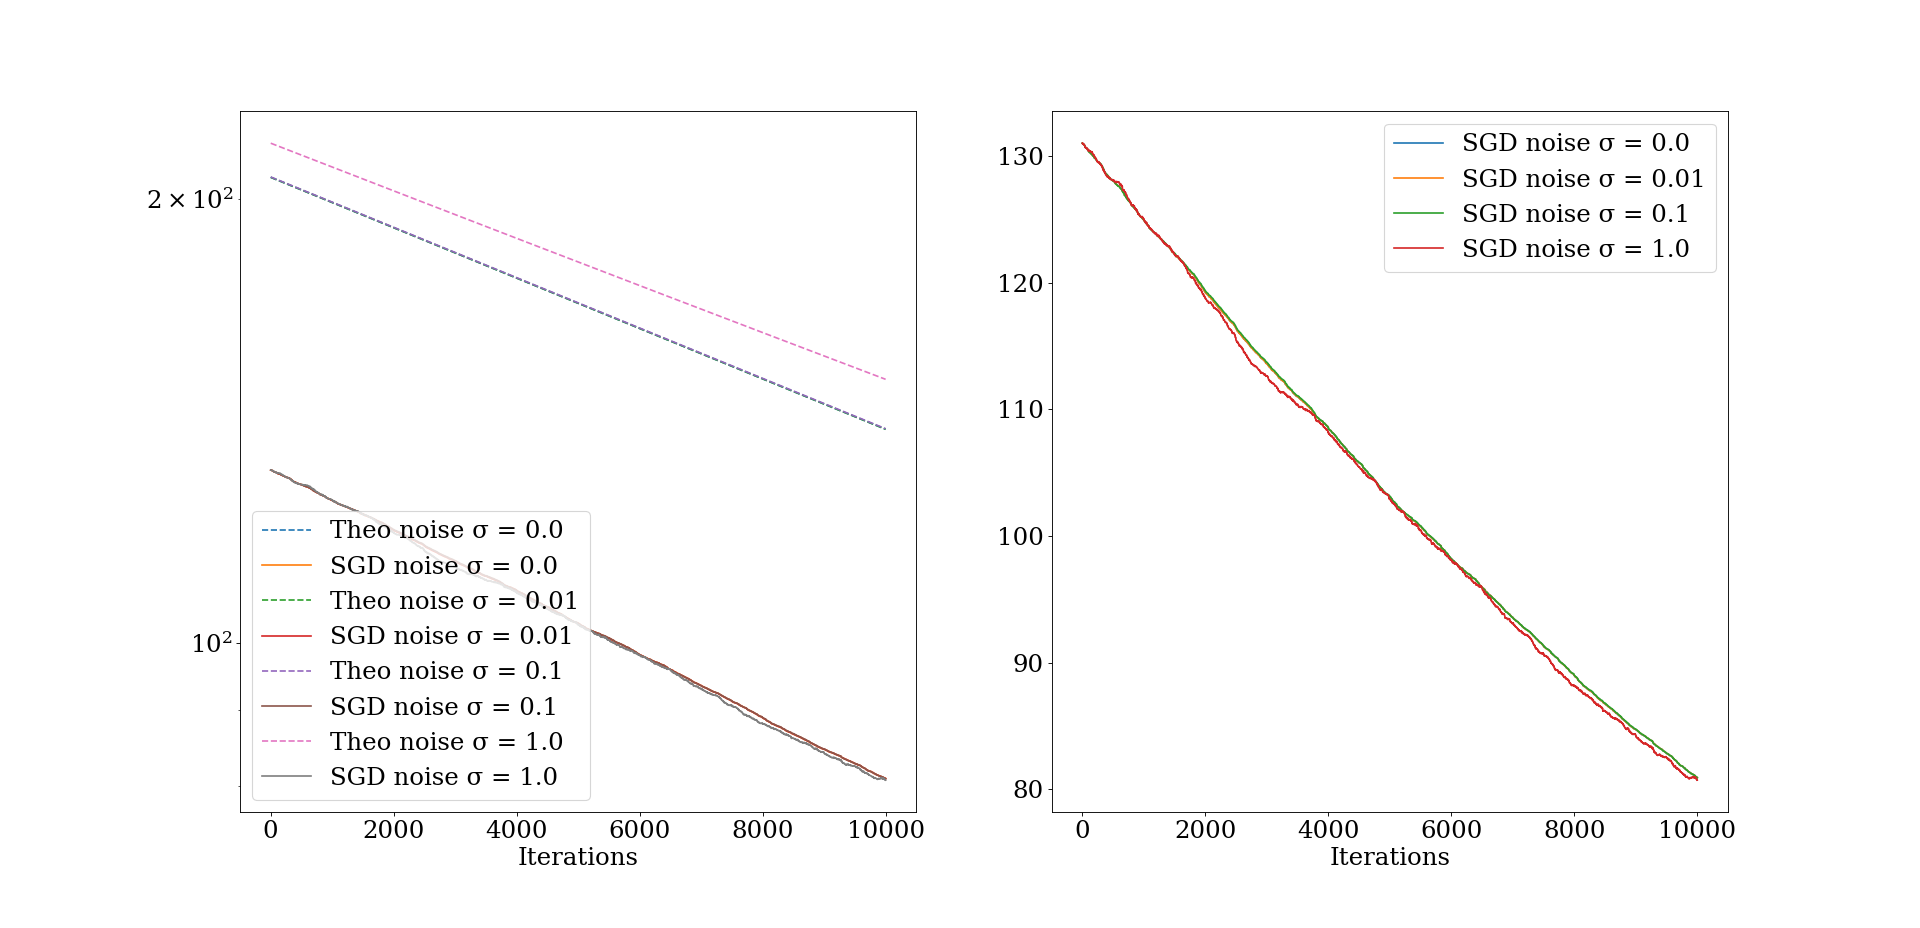 2 × 10²
10²
Theo noise σ = 0.0
SGD noise σ = 0.0
Theo noise σ = 0.01
SGD noise σ = 0.01
Theo noise σ = 0.1
SGD noise σ = 0.1
Theo noise σ = 1.0
SGD noise σ = 1.0
0 2000 4000 6000 8000 10000
Iterations
130
120
110
100
90
80
SGD noise σ = 0.0
SGD noise σ = 0.01
SGD noise σ = 0.1
SGD noise σ = 1.0
0 2000 4000 6000 8000 10000
Iterations